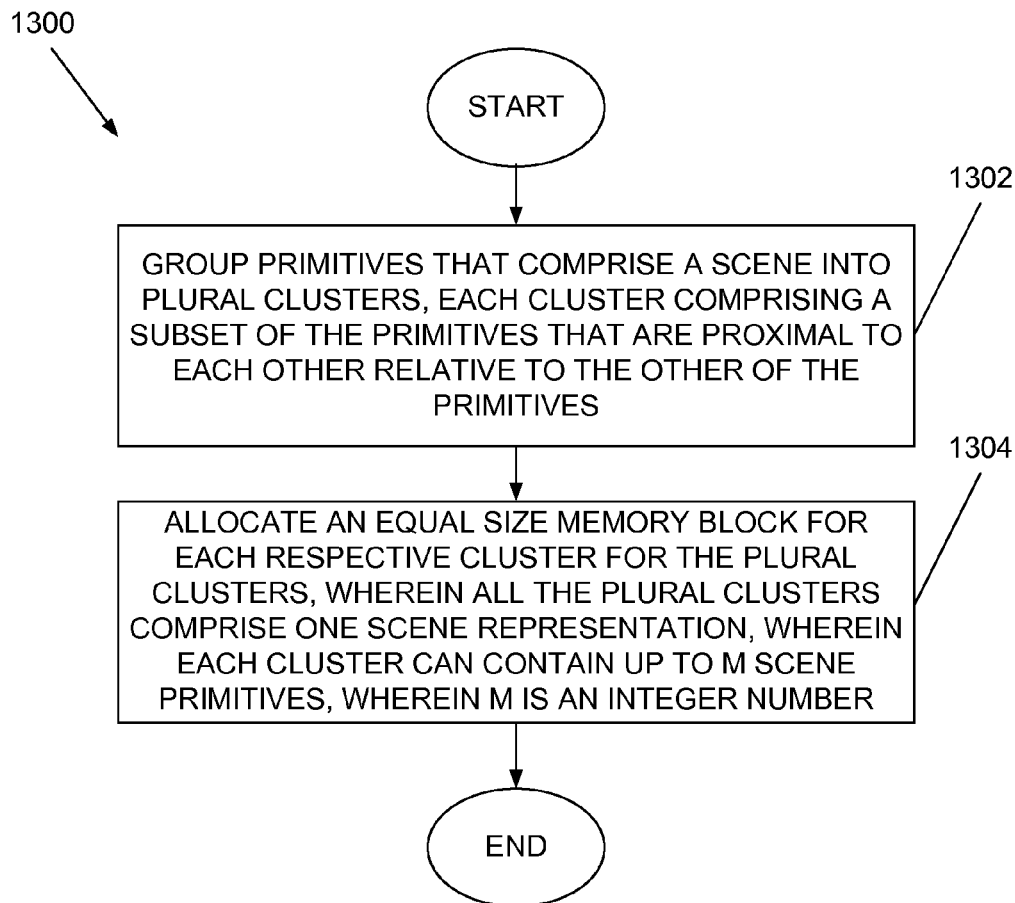 1300
START
1302
GROUP PRIMITIVES THAT COMPRISE A SCENE INTO
PLURAL CLUSTERS, EACH CLUSTER COMPRISING A
SUBSET OF THE PRIMITIVES THAT ARE PROXIMAL TO
EACH OTHER RELATIVE TO THE OTHER OF THE
PRIMITIVES
1304
ALLOCATE AN EQUAL SIZE MEMORY BLOCK FOR
EACH RESPECTIVE CLUSTER FOR THE PLURAL
CLUSTERS, WHEREIN ALL THE PLURAL CLUSTERS
COMPRISE ONE SCENE REPRESENTATION, WHEREIN
EACH CLUSTER CAN CONTAIN UP TO M SCENE
PRIMITIVES, WHEREIN M IS AN INTEGER NUMBER
END